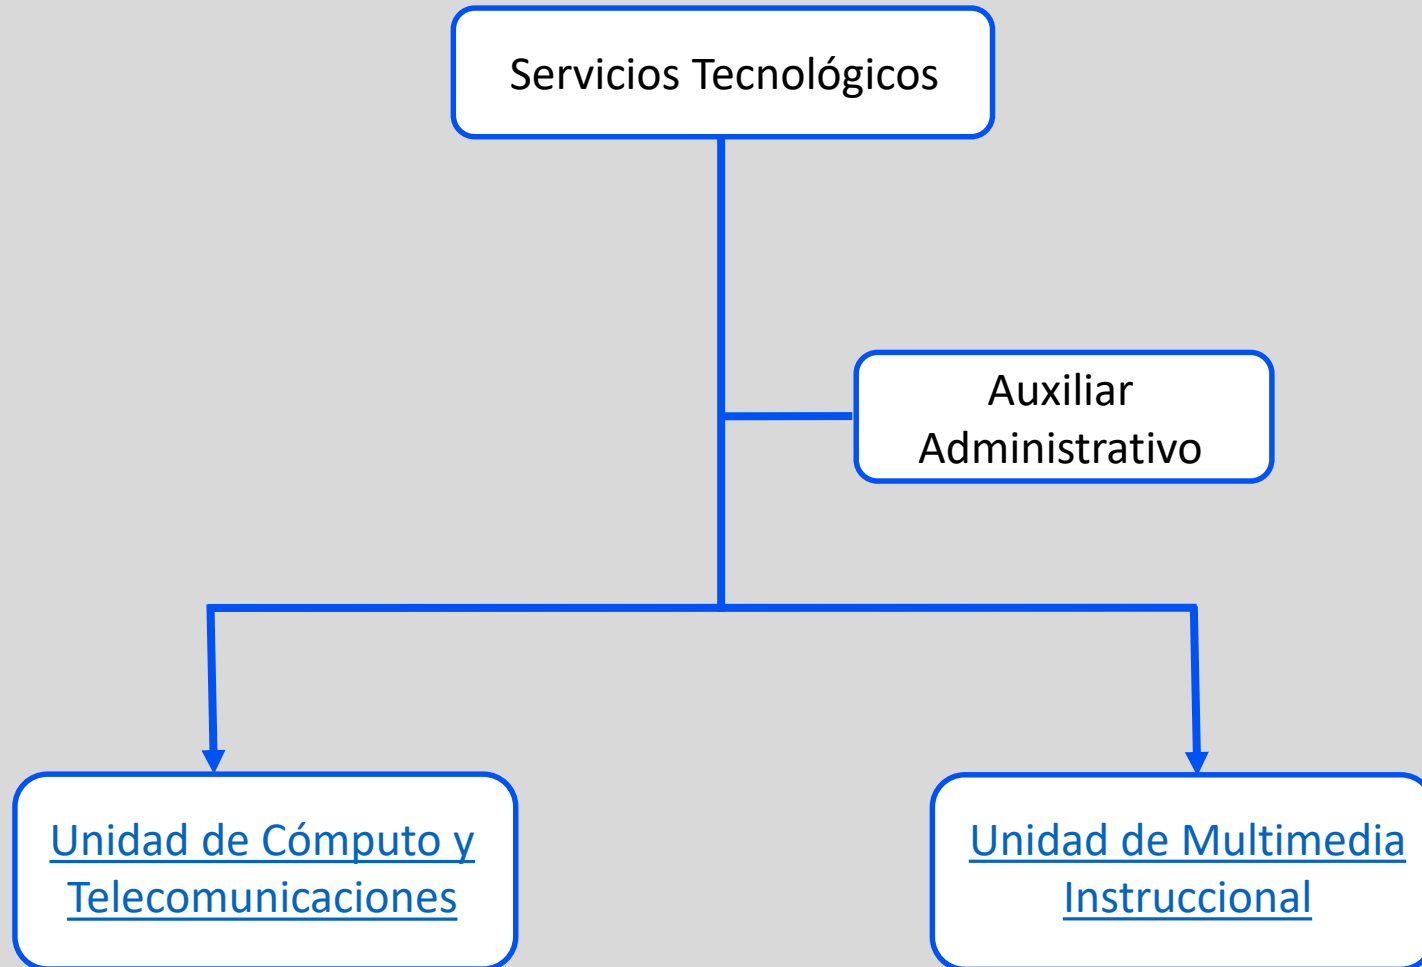 Servicios Tecnológicos
Auxiliar
Administrativo
Unidad de Cómputo y
Telecomunicaciones
Unidad de Multimedia
Instruccional